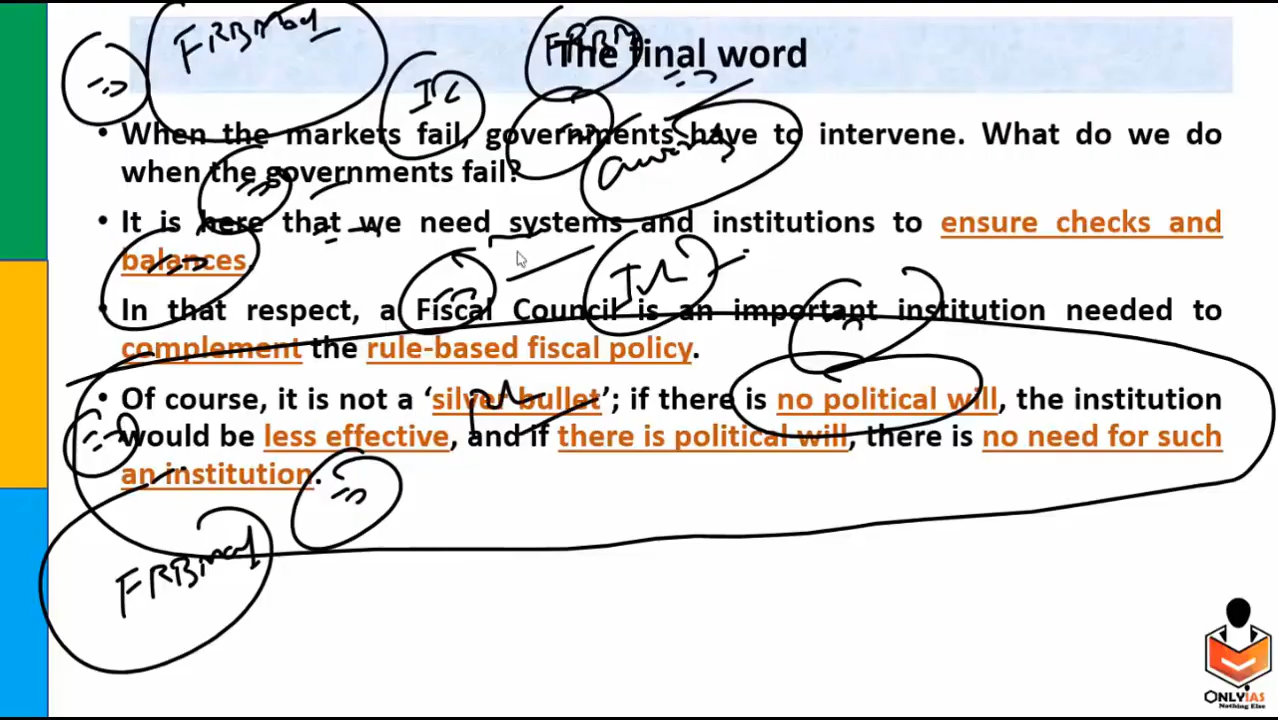 FRBM
The final word
• When the markets fail, governments have to intervene. What do we do
when the governments fail?
• It is here that we need systems and institutions to ensure checks and
balances.
• In that respect, a Fiscal Council is an important institution needed to
complement the rule-based fiscal policy.
• Of course, it is not a ‘silver bullet’; if there is no political will, the institution
would be less effective, and if there is political will, there is no need for such
an institution.
ONLYIAS
Nothing Else